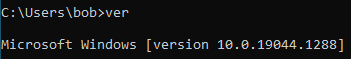 C:\Users\bob>ver
Microsoft Windows [version 10.0.19044.1288]